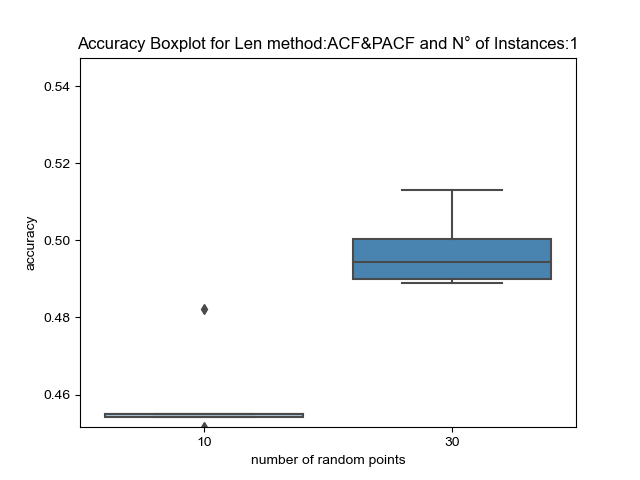 Accuracy Boxplot for Len method:ACF&PACF and N° of Instances:1
0.54
0.52
0.50
0.48
0.46
accuracy
10 30
number of random points